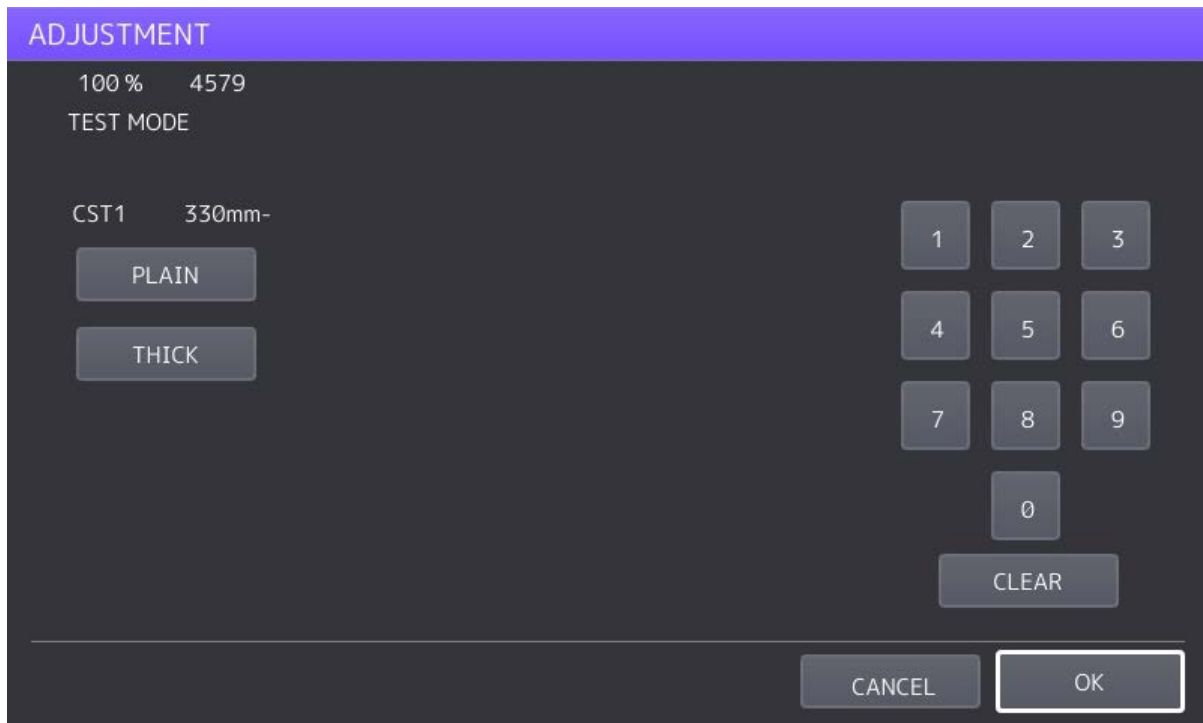 ADJUSTMENT
100 % 4579
TEST MODE
CST1 330mm-
PLAIN
THICK
1 2 3
4 5 6
7 8 9
0
CLEAR
CANCEL OK